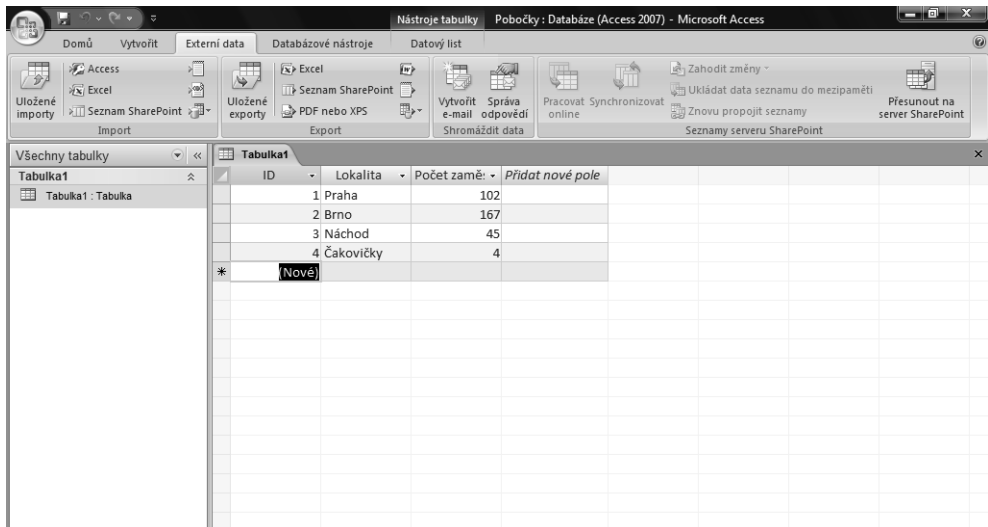 Nástroje tabulky Pobočky : Databáze (Access 2007) - Microsoft Access
Domů Vytvořit Externí data Databázové nástroje Datový list
Uložené importy
Access
Excel
Seznam SharePoint
Import
Uložené exporty
Excel
Seznam SharePoint
PDF nebo XPS
Export
Vytvořit e-mail
Správa odpovědí
Shromáždit data
Pracovat online
Synchronizovat
Zahodit změny
Ukládat data seznamu do mezipaměti
Znovu propojit seznamy
Přesunout na server SharePoint
Seznamy serveru SharePoint
Všechny tabulky
Tabulka1
Tabulka1 : Tabulka
Tabulka1
ID Lokalita Počet zamě: Přidat nové pole
1 Praha 102
2 Brno 167
3 Náchod 45
4 Čakovičky 4
(Nové)